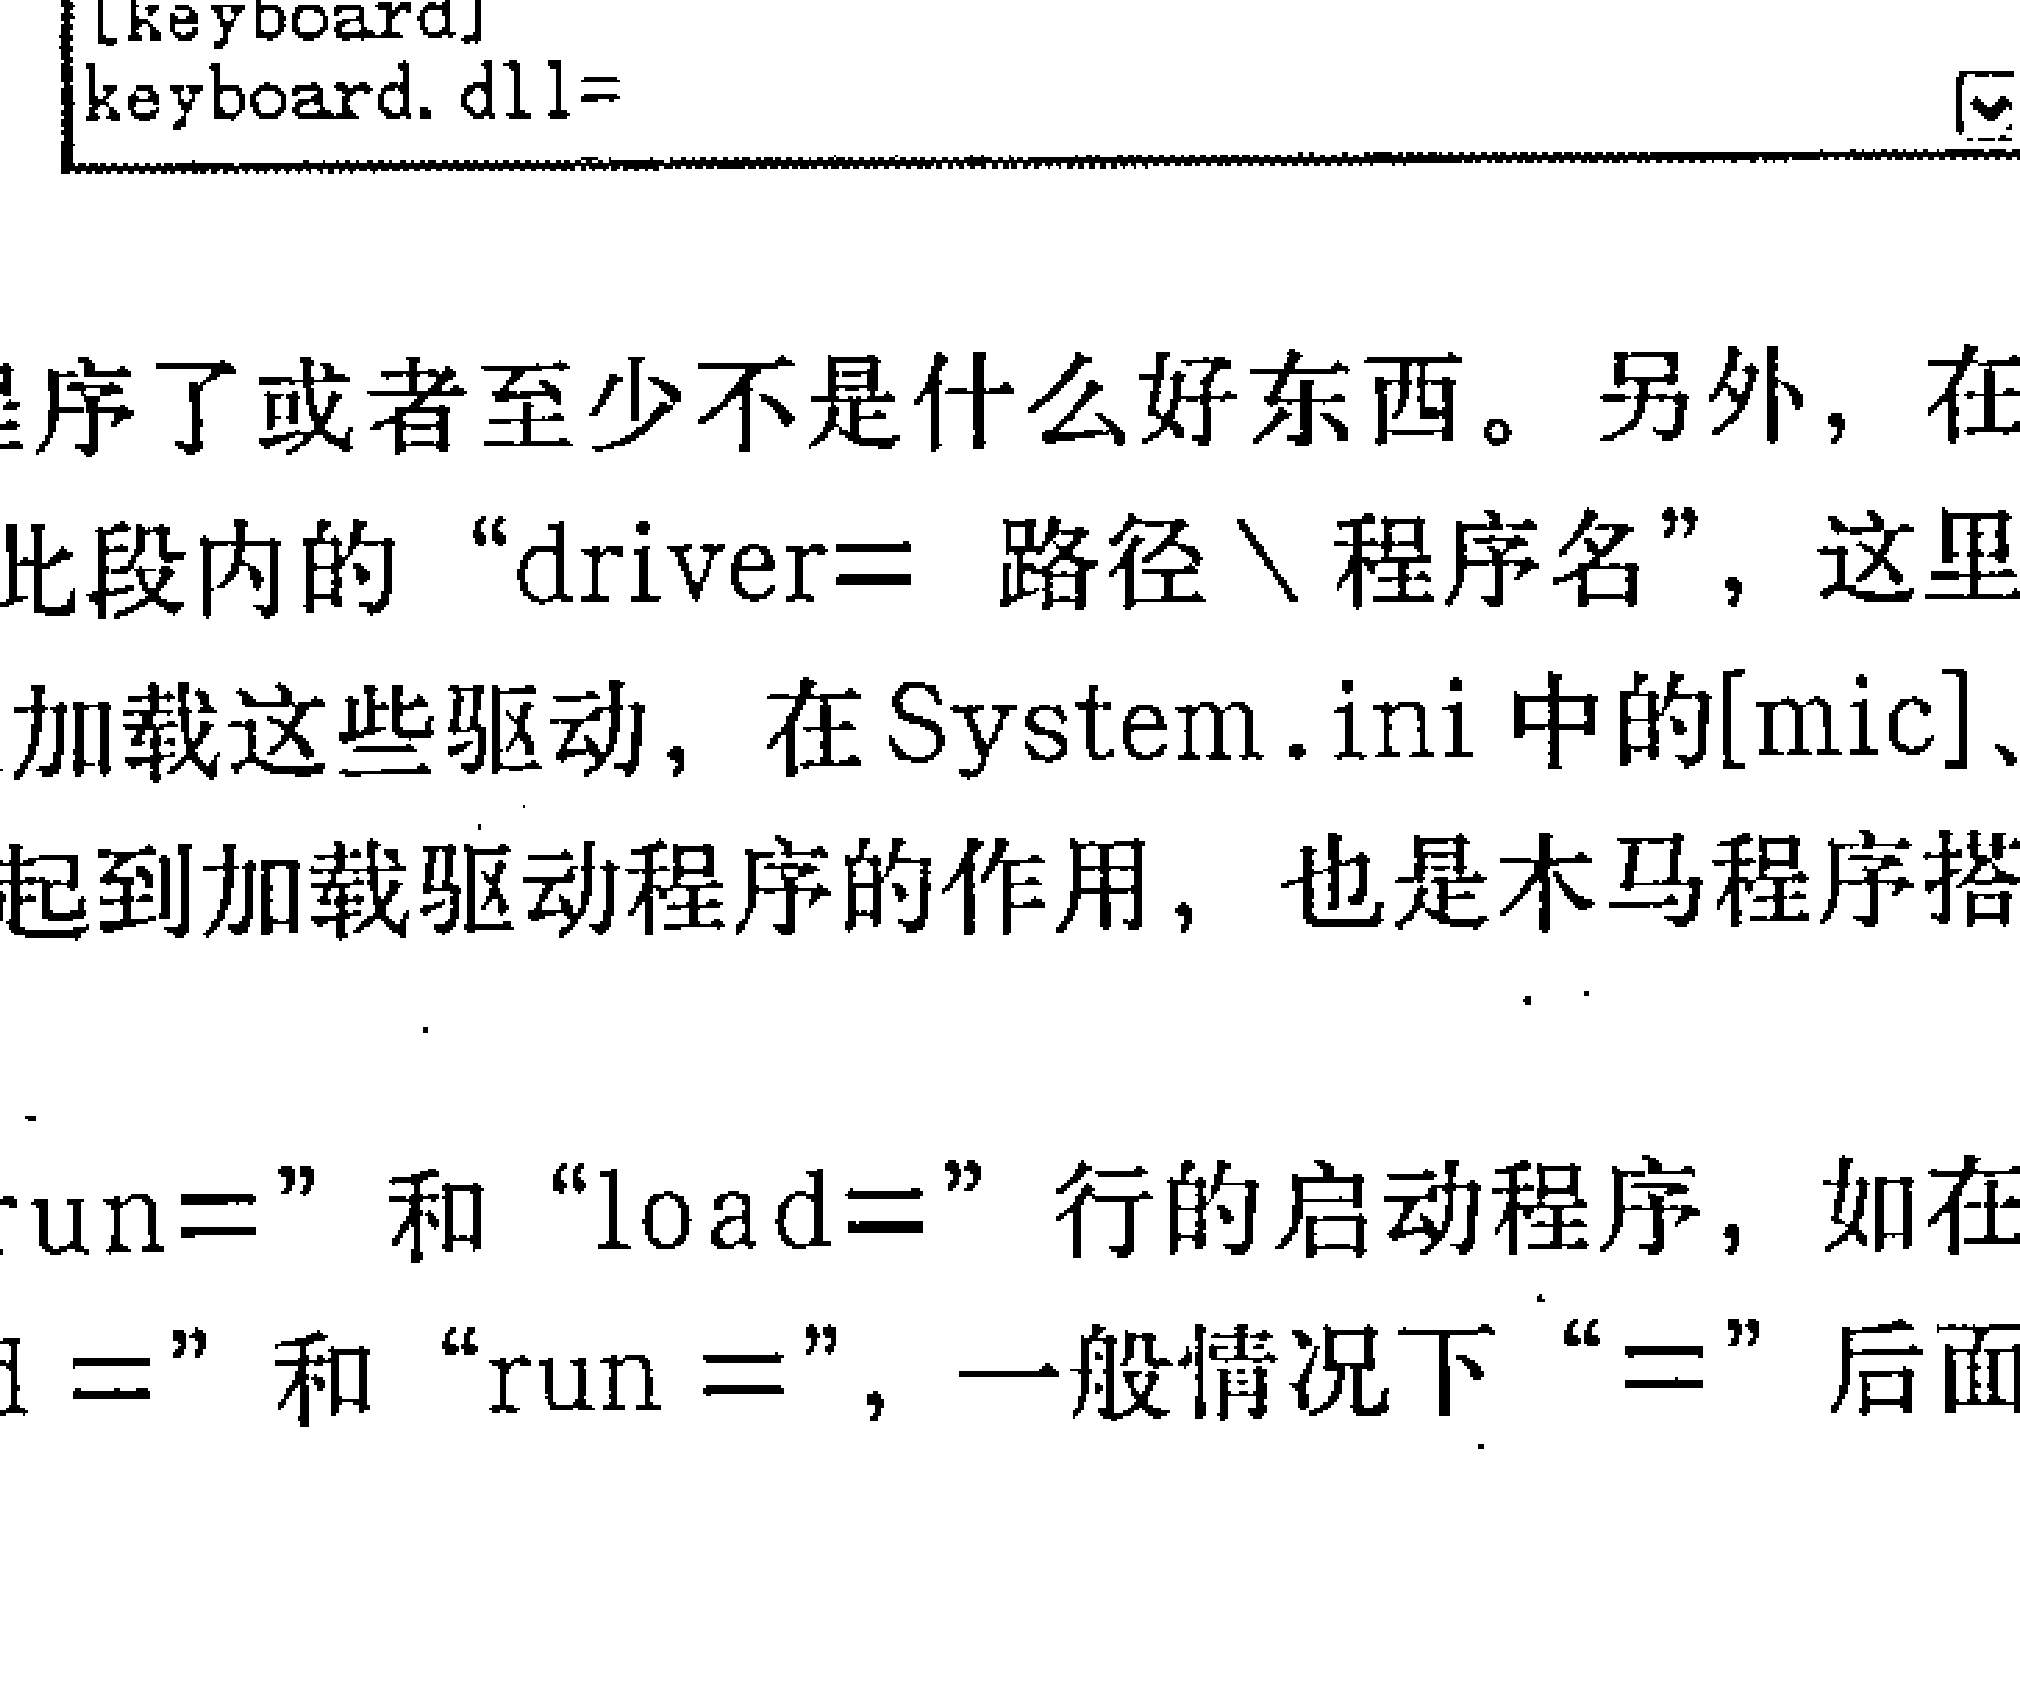 [keyboard]
keyboard.dll=
程序了或者至少不是什么好东西。另外，在
此段内的“driver= 路径\程序名”，这里
加载这些驱动，在System.ini中的[mic]、
起到加载驱动程序的作用，也是木马程序搭
run=”和“load=”行的启动程序，如在
d =”和“run =”，一般情况下“=”后面